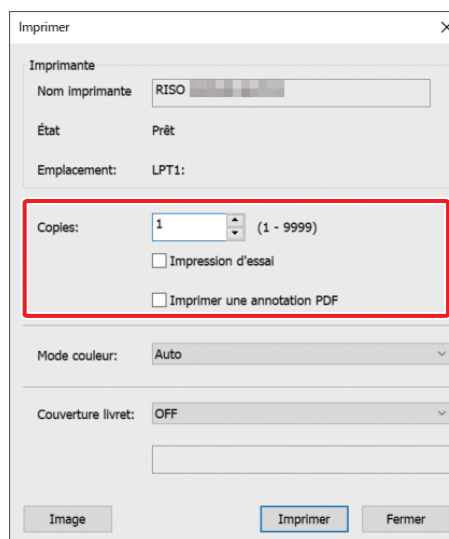 Imprimer
Imprimante
Nom imprimante RISO
État Prêt
Emplacement: LPT1:
Copies: 1 (1 - 9999)
Impression d'essai
Imprimer une annotation PDF
Mode couleur: Auto
Couverture livret: OFF
Image Imprimer Fermer